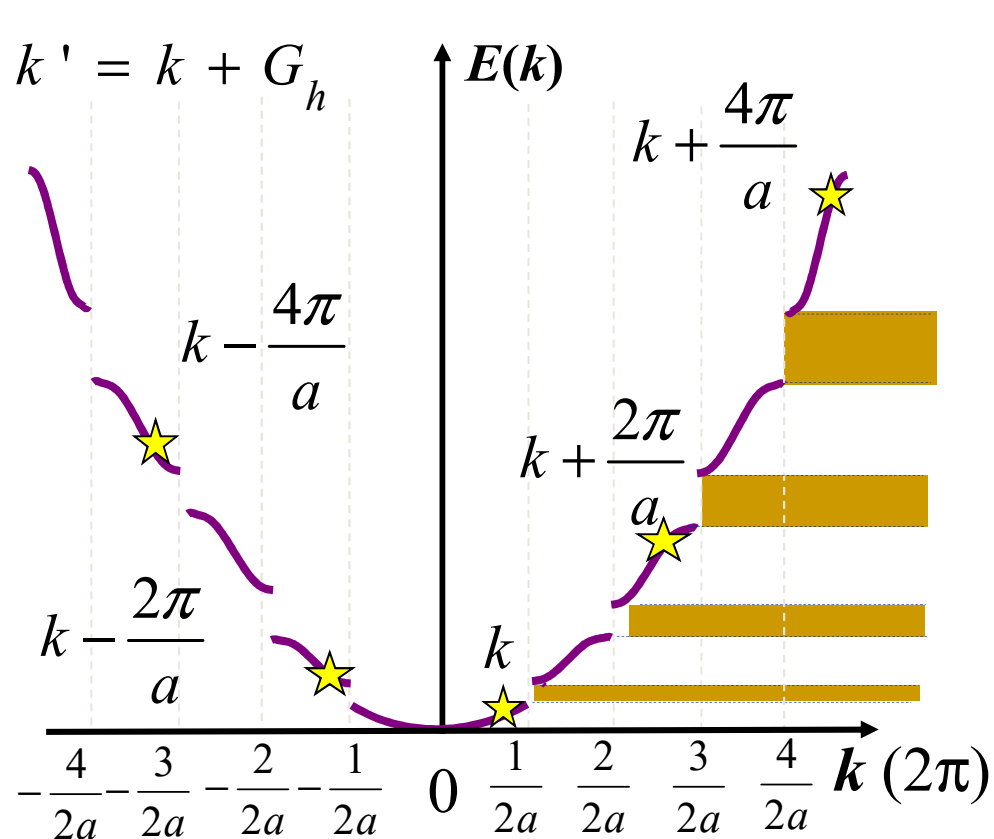 k ' = k + G_h
E(k)
k + 4π/a
k − 4π/a
k + 2π/a
k − 2π/a
k
−4/2a −3/2a −2/2a −1/2a 0 1/2a 2/2a 3/2a 4/2a k (2π)